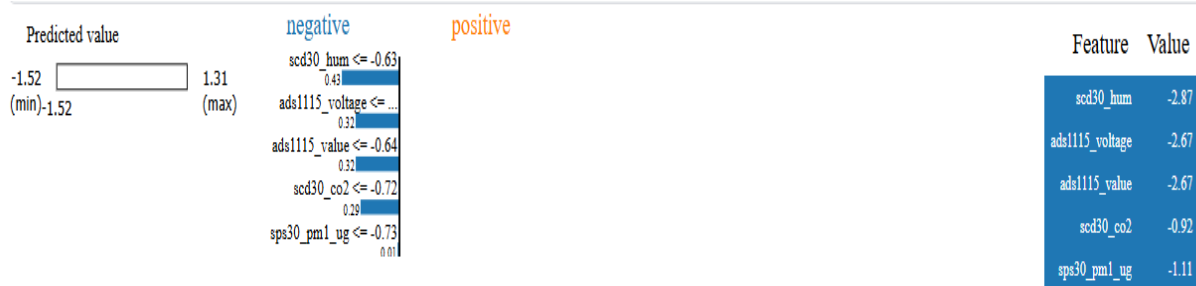 Predicted value
-1.52
(min)
-1.52
1.31
(max)
negative
positive
scd30_hum <= -0.63
0.43
ads1115_voltage <= ...
0.32
ads1115_value <= -0.64
0.32
scd30_co2 <= -0.72
0.29
sps30_pm1_ug <= -0.73
0.01
Feature Value
scd30_hum -2.87
ads1115_voltage -2.67
ads1115_value -2.67
scd30_co2 -0.92
sps30_pm1_ug -1.11